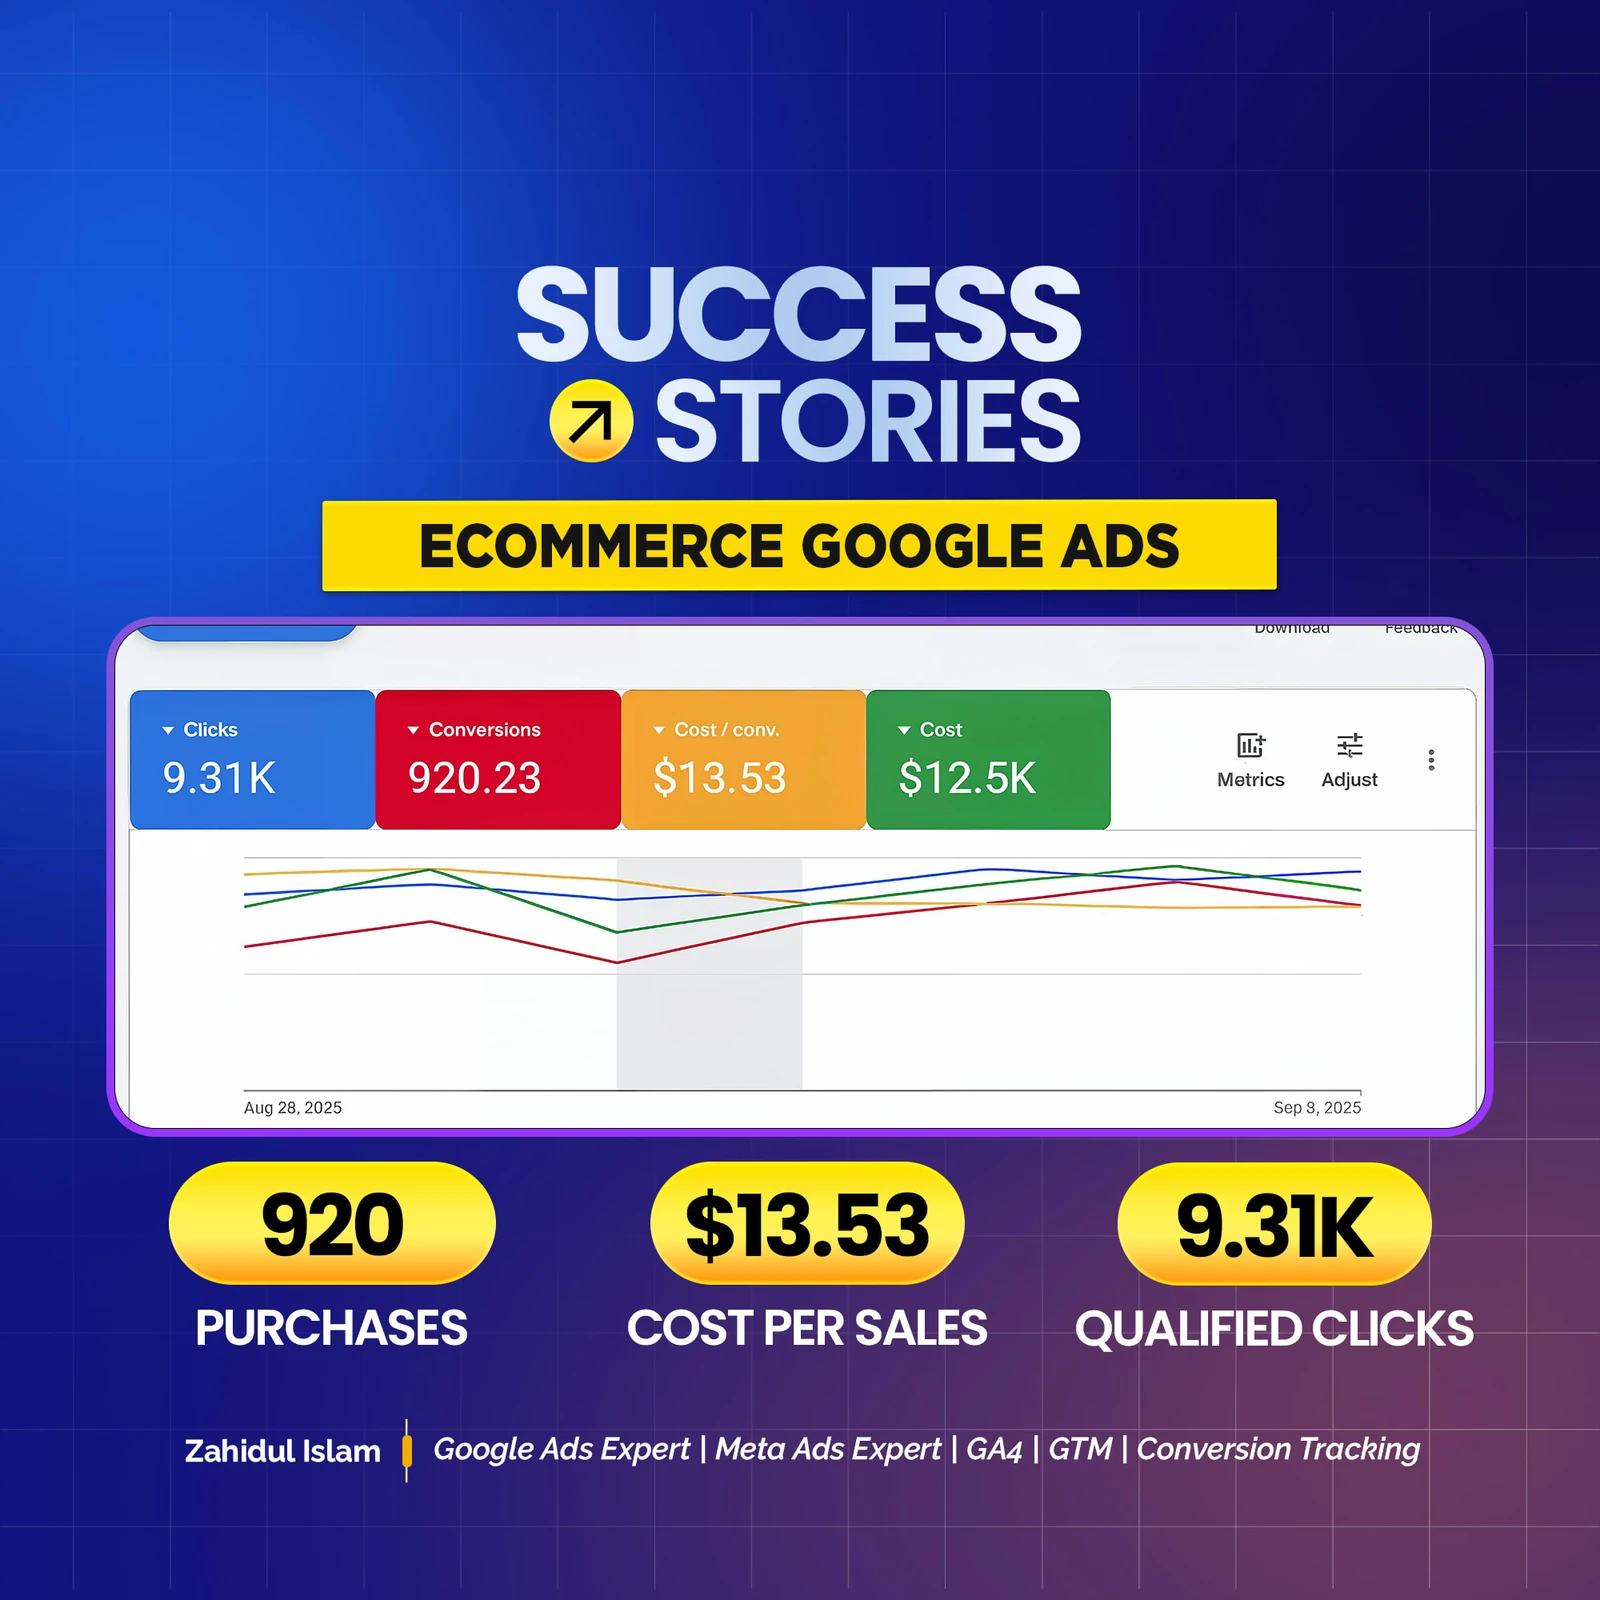 SUCCESS
STORIES
ECOMMERCE GOOGLE ADS
Download Feedback
Clicks Conversions Cost / conv. Cost
9.31K 920.23 $13.53 $12.5K
Metrics Adjust
Aug 28, 2025 Sep 8, 2025
920 $13.53 9.31K
PURCHASES COST PER SALES QUALIFIED CLICKS
Zahidul Islam Google Ads Expert | Meta Ads Expert | GA4 | GTM | Conversion Tracking